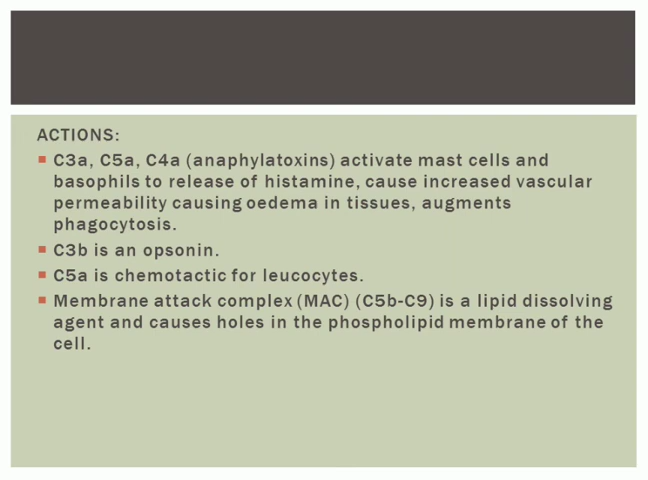 ACTIONS:
C3a, C5a, C4a (anaphylatoxins) activate mast cells and
basophils to release of histamine, cause increased vascular
permeability causing oedema in tissues, augments
phagocytosis.
C3b is an opsonin.
C5a is chemotactic for leucocytes.
Membrane attack complex (MAC) (C5b-C9) is a lipid dissolving
agent and causes holes in the phospholipid membrane of the
cell.